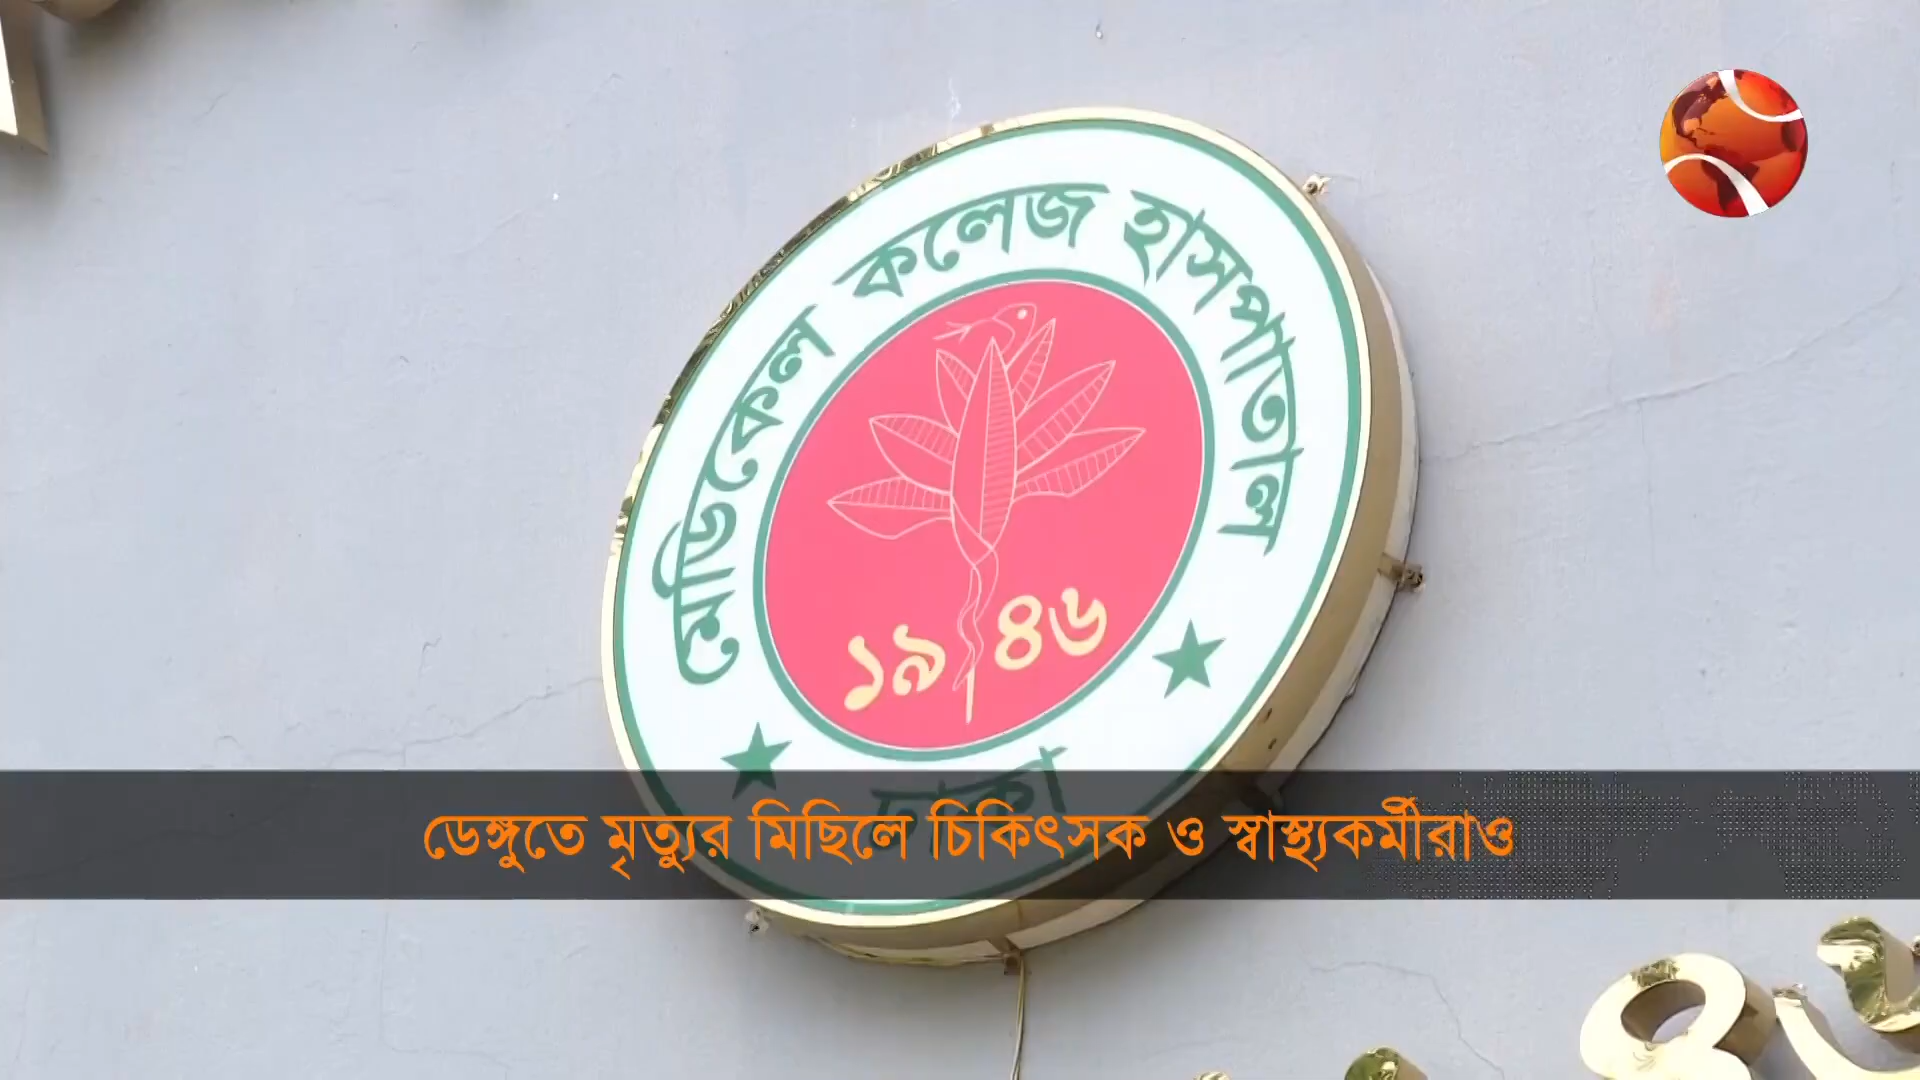 মেডিকেল কলেজ হাসপাতাল
১৯৪৬
ঢাকা
ডেঙ্গুতে মৃত্যুর মিছিলে চিকিৎসক ও স্বাস্থ্যকর্মীরাও